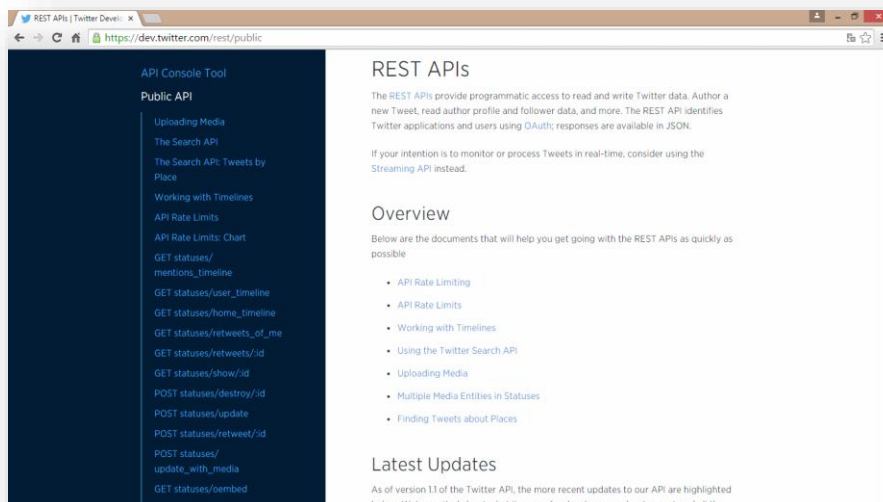 REST APIs | Twitter Develo
https://dev.twitter.com/rest/public
API Console Tool
Public API
Uploading Media
The Search API
The Search API: Tweets by
Place
Working with Timelines
API Rate Limits
API Rate Limits: Chart
GET statuses/
mentions_timeline
GET statuses/user_timeline
GET statuses/home_timeline
GET statuses/retweets_of_me
GET statuses/retweets/:id
GET statuses/show/:id
POST statuses/destroy/:id
POST statuses/update
POST statuses/retweet/:id
POST statuses/
update_with_media
GET statuses/oembed
REST APIs
The REST APIs provide programmatic access to read and write Twitter data. Author a
new Tweet, read author profile and follower data, and more. The REST API identifies
Twitter applications and users using OAuth; responses are available in JSON.
If your intention is to monitor or process Tweets in real-time, consider using the
Streaming API instead.
Overview
Below are the documents that will help you get going with the REST APIs as quickly as
possible
• API Rate Limiting
• API Rate Limits
• Working with Timelines
• Using the Twitter Search API
• Uploading Media
• Multiple Media Entities in Statuses
• Finding Tweets about Places
Latest Updates
As of version 1.1 of the Twitter API, the more recent updates to our API are highlighted